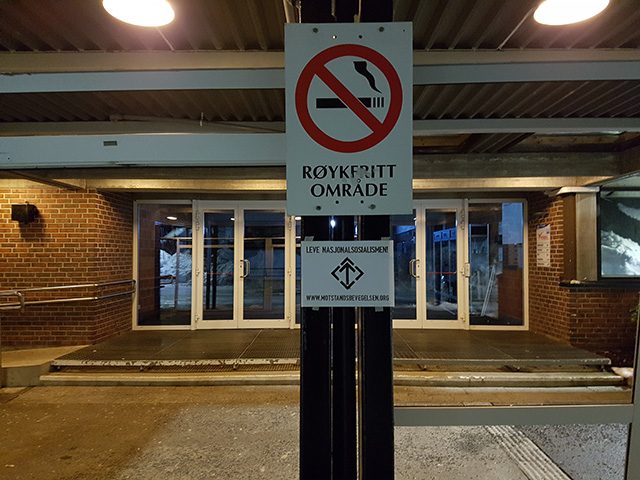 RØYKFRITT
OMRÅDE
LEVE NASJONALSOSIALISMEN!
WWW.MOTSTANDSBEVEGELSEN.ORG